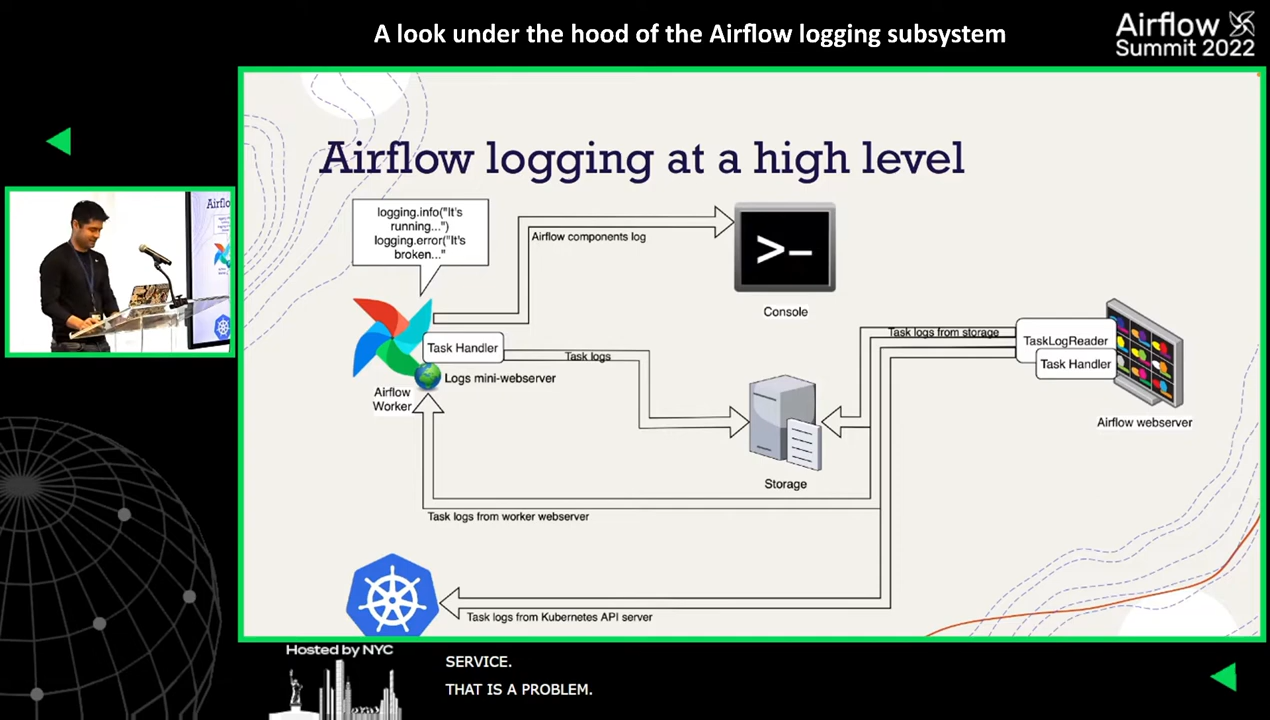 A look under the hood of the Airflow logging subsystem
Airflow
Summit 2022
Airflow logging at a high level
logging.info("It's
running...")
logging.error("It's
broken..."
Airflow components log
>_
Console
Task Handler
Task logs
Logs mini-webserver
Airflow
Worker
Task logs from storage
TaskLogReader
Task Handler
Airflow webserver
Storage
Task logs from worker webserver
Task logs from Kubernetes API server
Hosted by NYC
SERVICE.
THAT IS A PROBLEM.